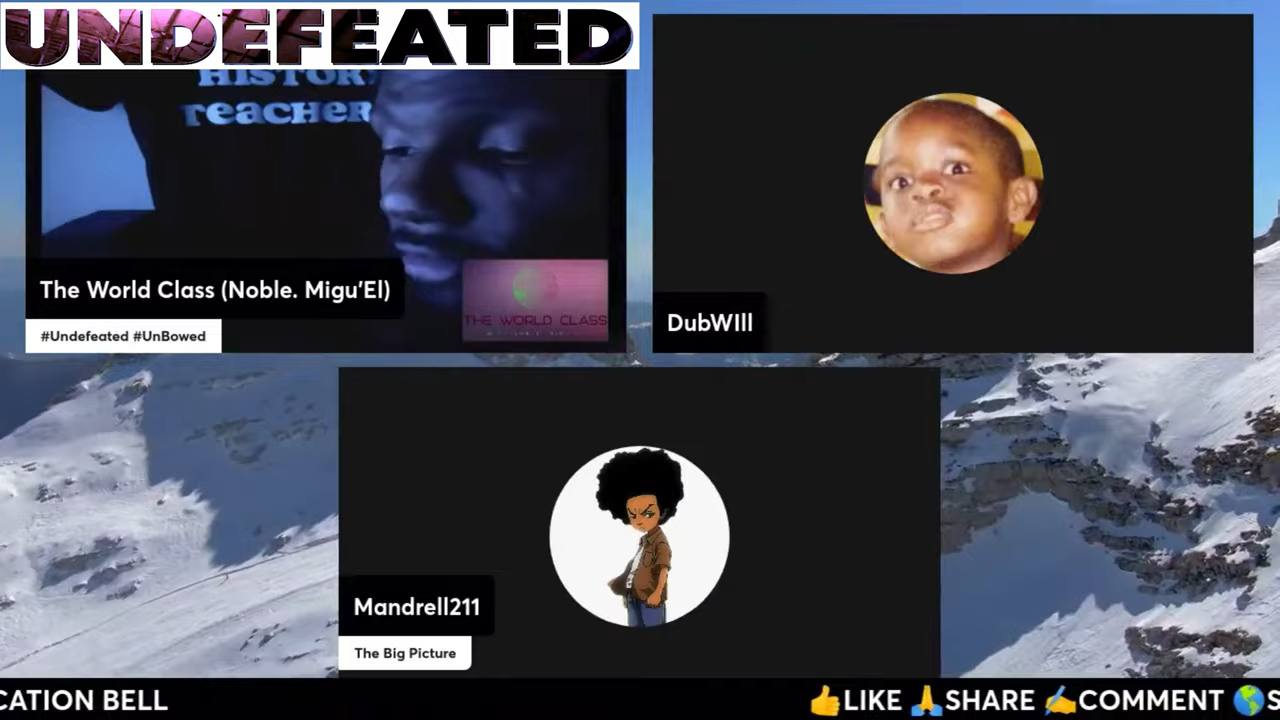 UNDEFEATED
HISTOR
Teacher
The World Class (Noble. Migu'El)
THE WORLD CLASS
#Undefeated #UnBowed
DubWIll
Mandrell211
The Big Picture
CATION BELL 👍LIKE 🙏SHARE ✍️COMMENT 🌎S